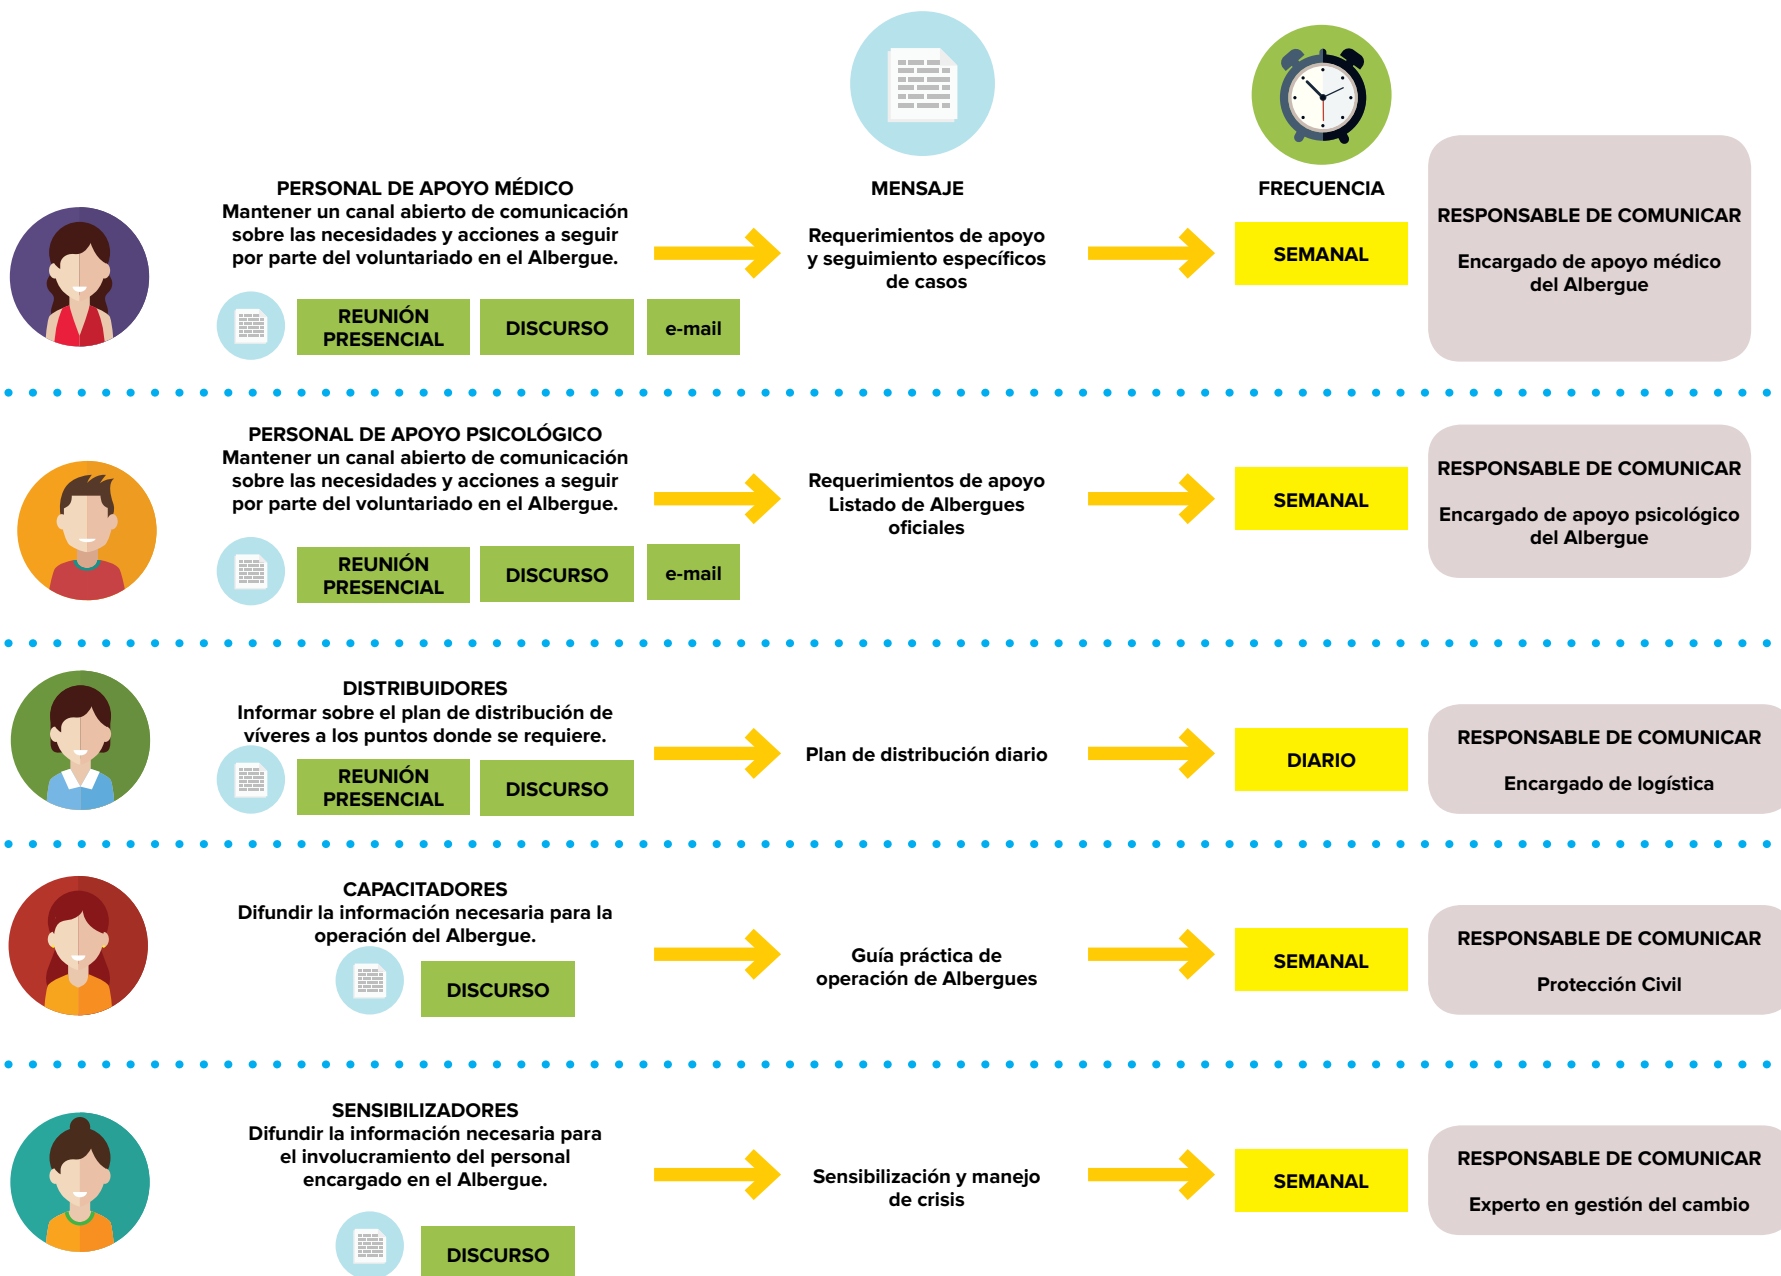 MENSAJE
FRECUENCIA
PERSONAL DE APOYO MÉDICO
Mantener un canal abierto de comunicación
sobre las necesidades y acciones a seguir
por parte del voluntariado en el Albergue.
REUNIÓN
PRESENCIAL
DISCURSO
e-mail
Requerimientos de apoyo
y seguimiento específicos
de casos
SEMANAL
RESPONSABLE DE COMUNICAR
Encargado de apoyo médico
del Albergue
PERSONAL DE APOYO PSICOLÓGICO
Mantener un canal abierto de comunicación
sobre las necesidades y acciones a seguir
por parte del voluntariado en el Albergue.
REUNIÓN
PRESENCIAL
DISCURSO
e-mail
Requerimientos de apoyo
Listado de Albergues
oficiales
SEMANAL
RESPONSABLE DE COMUNICAR
Encargado de apoyo psicológico
del Albergue
DISTRIBUIDORES
Informar sobre el plan de distribución de
víveres a los puntos donde se requiere.
REUNIÓN
PRESENCIAL
DISCURSO
Plan de distribución diario
DIARIO
RESPONSABLE DE COMUNICAR
Encargado de logística
CAPACITADORES
Difundir la información necesaria para la
operación del Albergue.
DISCURSO
Guía práctica de
operación de Albergues
SEMANAL
RESPONSABLE DE COMUNICAR
Protección Civil
SENSIBILIZADORES
Difundir la información necesaria para
el involucramiento del personal
encargado en el Albergue.
DISCURSO
Sensibilización y manejo
de crisis
SEMANAL
RESPONSABLE DE COMUNICAR
Experto en gestión del cambio